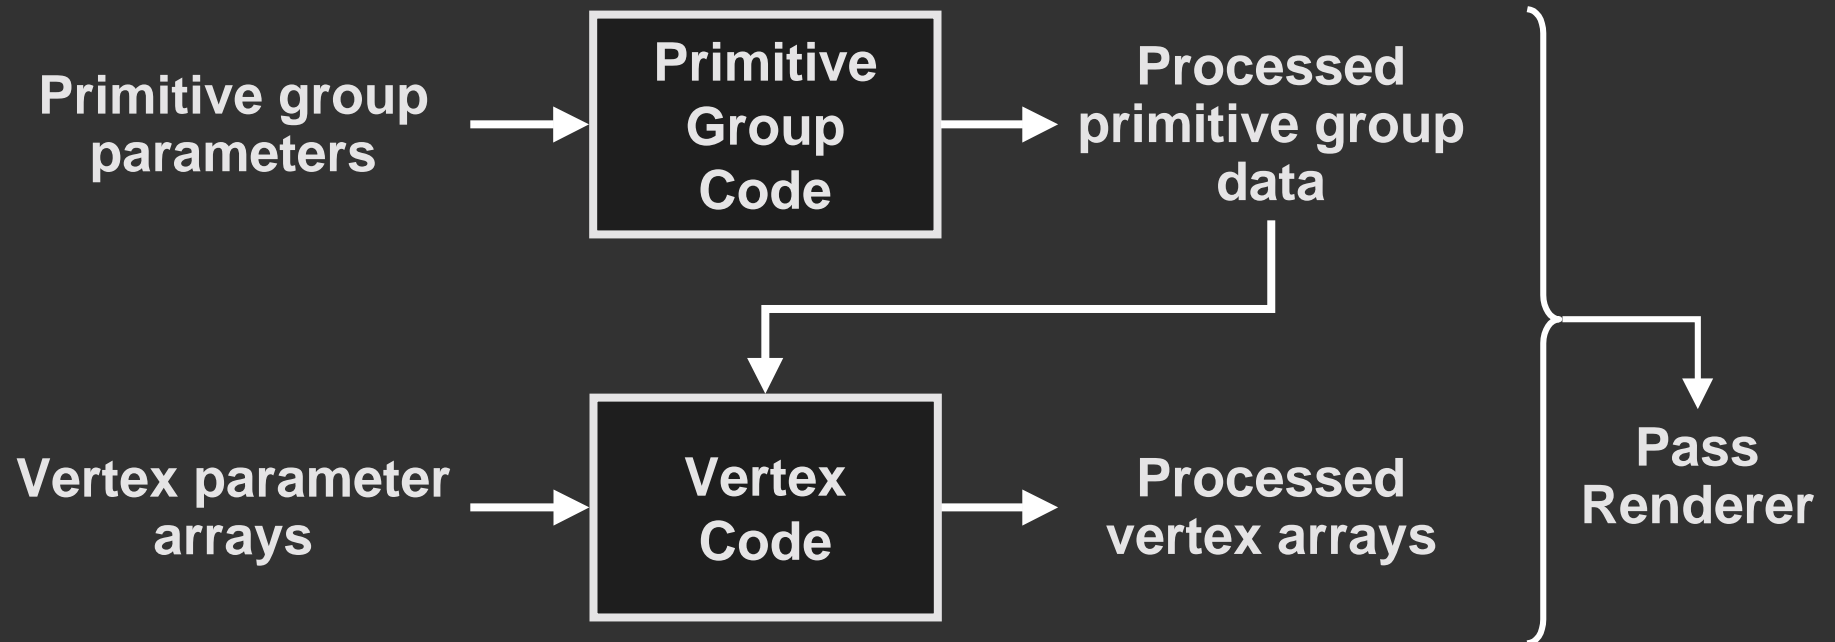 Primitive group
parameters
Primitive
Group
Code
Processed
primitive group
data
Vertex parameter
arrays
Vertex
Code
Processed
vertex arrays
Pass
Renderer